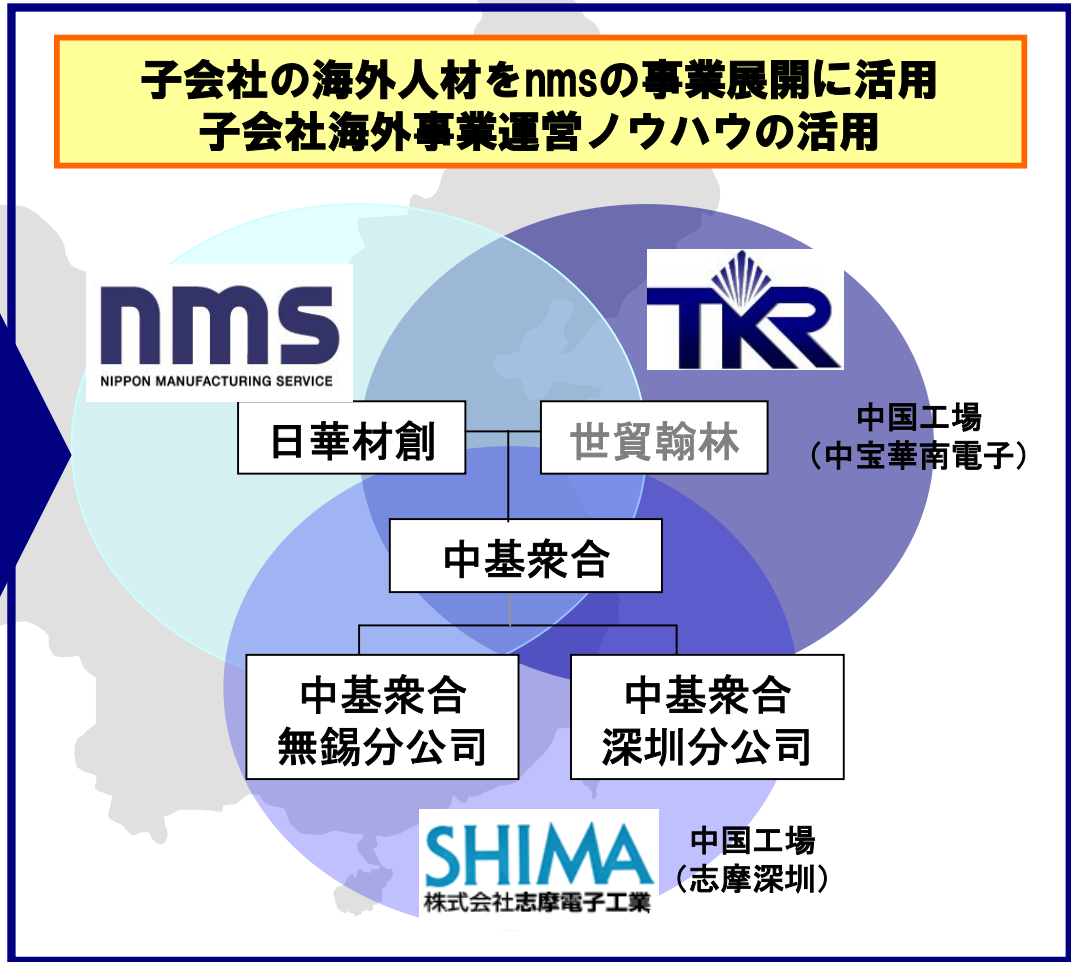 子会社の海外人材をnmsの事業展開に活用
子会社海外事業運営ノウハウの活用
nms
NIPPON MANUFACTURING SERVICE
TKR
日華材創
世貿翰林
中国工場
（中宝華南電子）
中基衆合
中基衆合
無錫分公司
中基衆合
深圳分公司
SHIMA
株式会社志摩電子工業
中国工場
（志摩深圳）